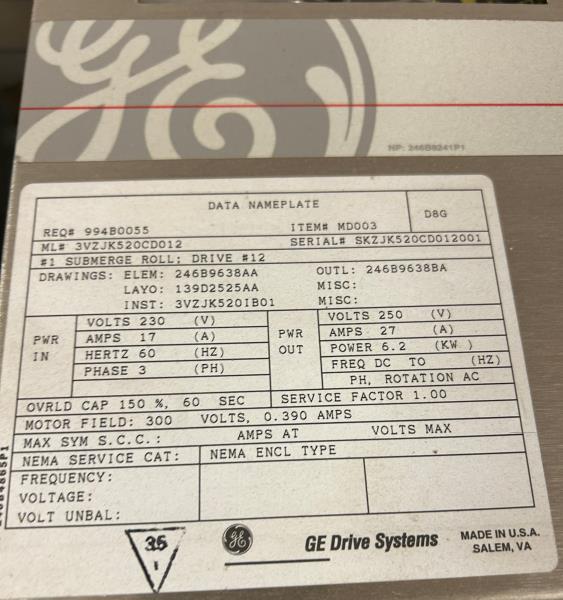 NP: 246B8241P1
DATA NAMEPLATE
D8G
REQ# 994B0055 ITEM# MD003
ML# 3VZJK520CD012 SERIAL# SKZJK520CD012001
#1 SUBMERGE ROLL; DRIVE #12
DRAWINGS: ELEM: 246B9638AA OUTL: 246B9638BA
LAYO: 139D2525AA MISC:
INST: 3VZJK520IB01 MISC:
PWR IN
VOLTS 230 (V)
AMPS 17 (A)
HERTZ 60 (HZ)
PHASE 3 (PH)
PWR OUT
VOLTS 250 (V)
AMPS 27 (A)
POWER 6.2 (KW )
FREQ DC TO (HZ)
PH, ROTATION AC
OVRLD CAP 150 %, 60 SEC SERVICE FACTOR 1.00
MOTOR FIELD: 300 VOLTS, 0.390 AMPS
MAX SYM S.C.C.: AMPS AT VOLTS MAX
NEMA SERVICE CAT: NEMA ENCL TYPE
FREQUENCY:
VOLTAGE:
VOLT UNBAL:
35
GE
GE Drive Systems
MADE IN U.S.A.
SALEM, VA